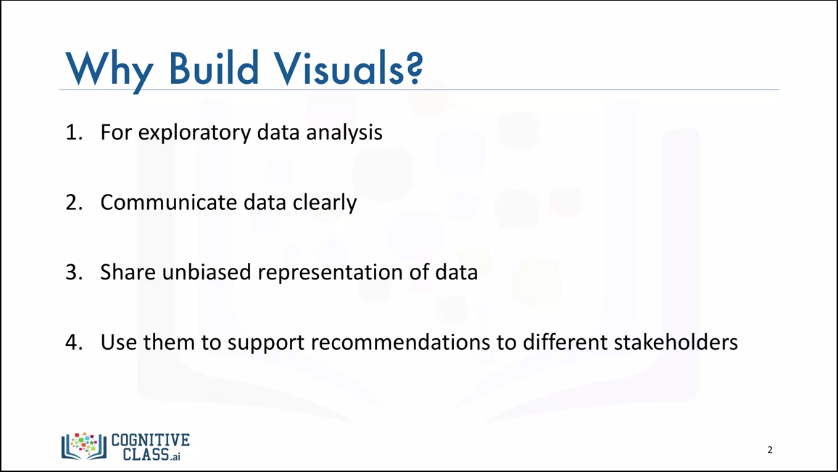 Why Build Visuals?
1. For exploratory data analysis
2. Communicate data clearly
3. Share unbiased representation of data
4. Use them to support recommendations to different stakeholders
COGNITIVE
CLASS.ai
2